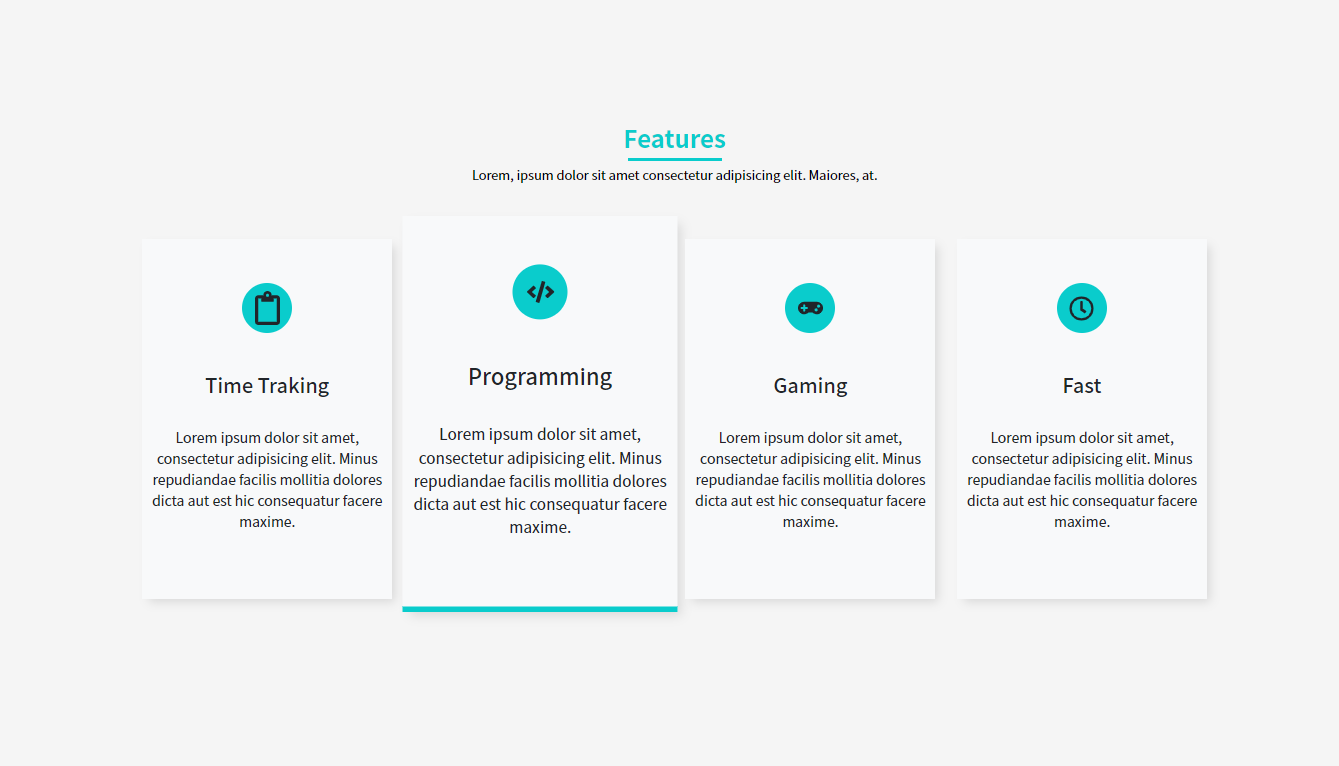 Features
Lorem, ipsum dolor sit amet consectetur adipisicing elit. Maiores, at.
Time Traking
Lorem ipsum dolor sit amet,
consectetur adipisicing elit. Minus
repudiandae facilis mollitia dolores
dicta aut est hic consequatur facere
maxime.
Programming
Lorem ipsum dolor sit amet,
consectetur adipisicing elit. Minus
repudiandae facilis mollitia dolores
dicta aut est hic consequatur facere
maxime.
Gaming
Lorem ipsum dolor sit amet,
consectetur adipisicing elit. Minus
repudiandae facilis mollitia dolores
dicta aut est hic consequatur facere
maxime.
Fast
Lorem ipsum dolor sit amet,
consectetur adipisicing elit. Minus
repudiandae facilis mollitia dolores
dicta aut est hic consequatur facere
maxime.